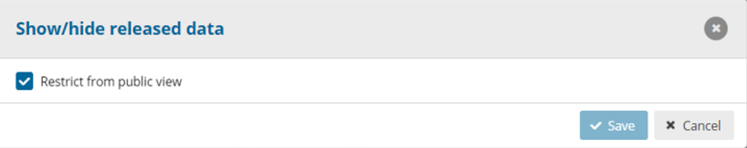 Show/hide released data
Restrict from public view
Save
Cancel